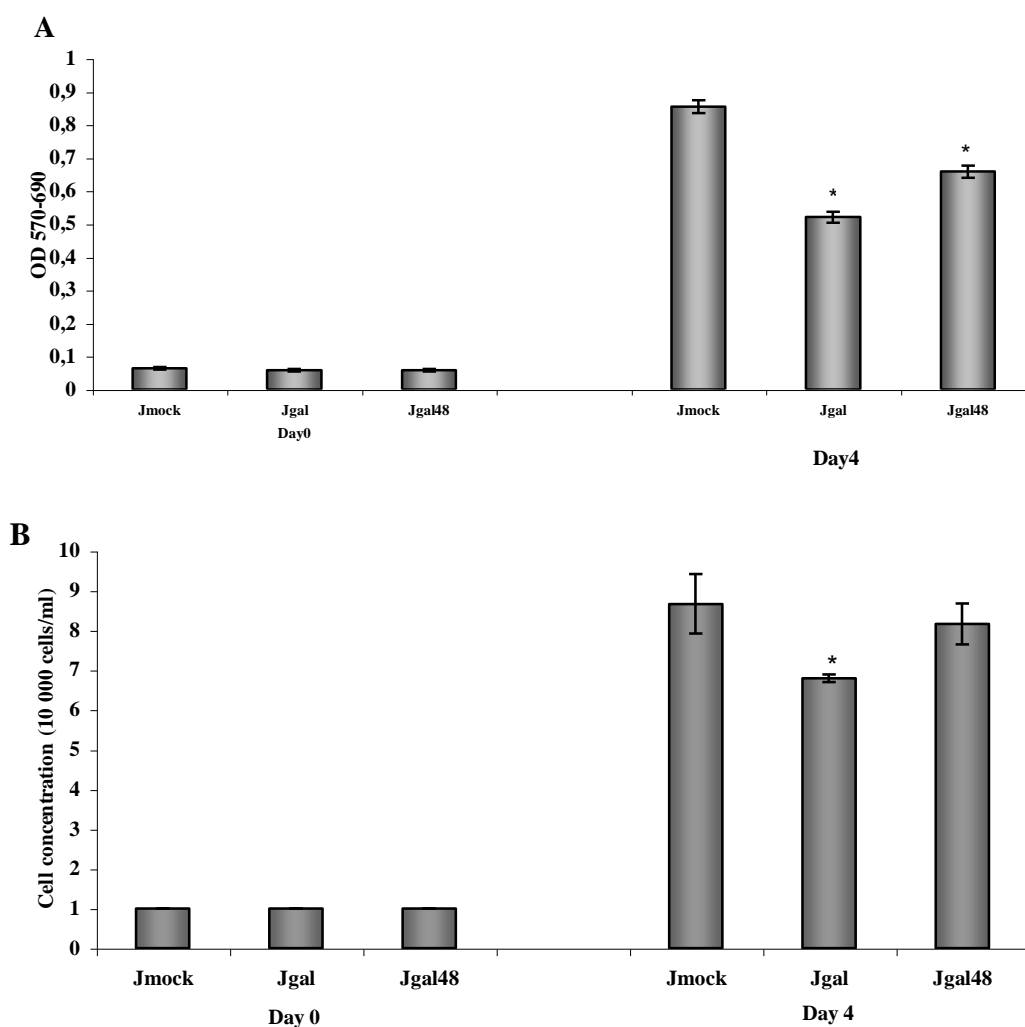 A
OD 570-690
1
0,9
0,8
0,7
0,6
0,5
0,4
0,3
0,2
0,1
0
*
*
Jmock Jgal Jgal48 Jmock Jgal Jgal48
Day0
Day4
B
Cell concentration (10 000 cells/ml)
10
9
8
7
6
5
4
3
2
1
0
*
Jmock Jgal Jgal48 Jmock Jgal Jgal48
Day 0 Day 4